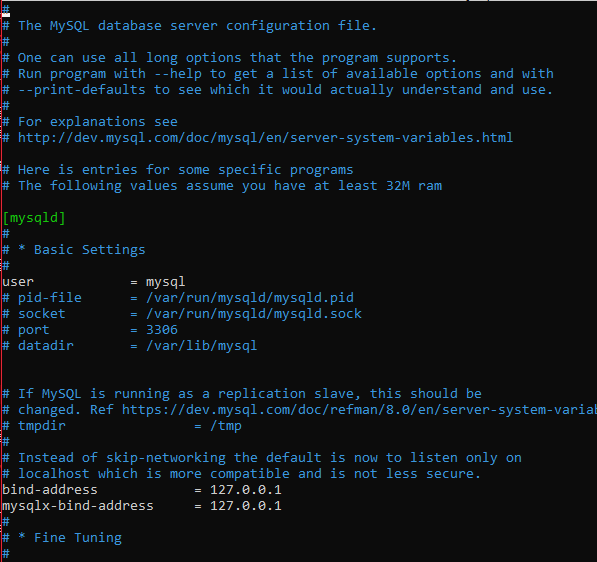 #
# The MySQL database server configuration file.
#
# One can use all long options that the program supports.
# Run program with --help to get a list of available options and with
# --print-defaults to see which it would actually understand and use.
#
# For explanations see
# http://dev.mysql.com/doc/mysql/en/server-system-variables.html

# Here is entries for some specific programs
# The following values assume you have at least 32M ram

[mysqld]
#
# * Basic Settings
#
user            = mysql
# pid-file      = /var/run/mysqld/mysqld.pid
# socket        = /var/run/mysqld/mysqld.sock
# port          = 3306
# datadir       = /var/lib/mysql


# If MySQL is running as a replication slave, this should be
# changed. Ref https://dev.mysql.com/doc/refman/8.0/en/server-system-varia
# tmpdir                = /tmp
#
# Instead of skip-networking the default is now to listen only on
# localhost which is more compatible and is not less secure.
bind-address            = 127.0.0.1
mysqlx-bind-address     = 127.0.0.1
#
# * Fine Tuning
#